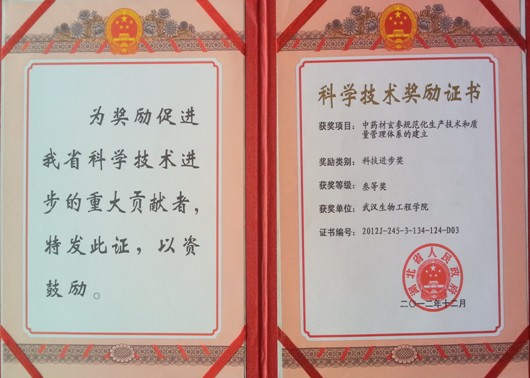 为奖励促进
我省科学技术进
步的重大贡献者，
特发此证，以资
鼓励。
科学技术奖励证书
获奖项目：中药材玄参规范化生产技术和质
量管理体系的建立
奖励类别：科技进步奖
获奖等级：叁等奖
获奖单位：武汉生物工程学院
证书编号：2012J-245-3-134-124-D03
湖北省人民政府
二〇一二年十二月